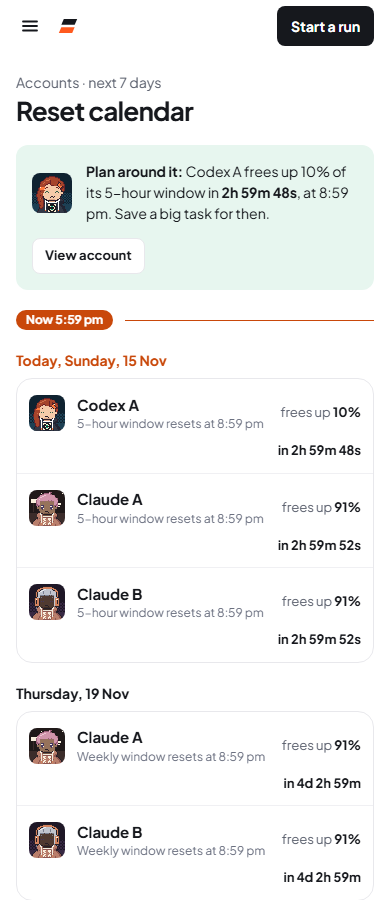 Start a run
Accounts · next 7 days
Reset calendar
Plan around it: Codex A frees up 10% of
its 5-hour window in 2h 59m 48s, at 8:59
pm. Save a big task for then.
View account
Now 5:59 pm
Today, Sunday, 15 Nov
Codex A
5-hour window resets at 8:59 pm
frees up 10%
in 2h 59m 48s
Claude A
5-hour window resets at 8:59 pm
frees up 91%
in 2h 59m 52s
Claude B
5-hour window resets at 8:59 pm
frees up 91%
in 2h 59m 52s
Thursday, 19 Nov
Claude A
Weekly window resets at 8:59 pm
frees up 91%
in 4d 2h 59m
Claude B
Weekly window resets at 8:59 pm
frees up 91%
in 4d 2h 59m